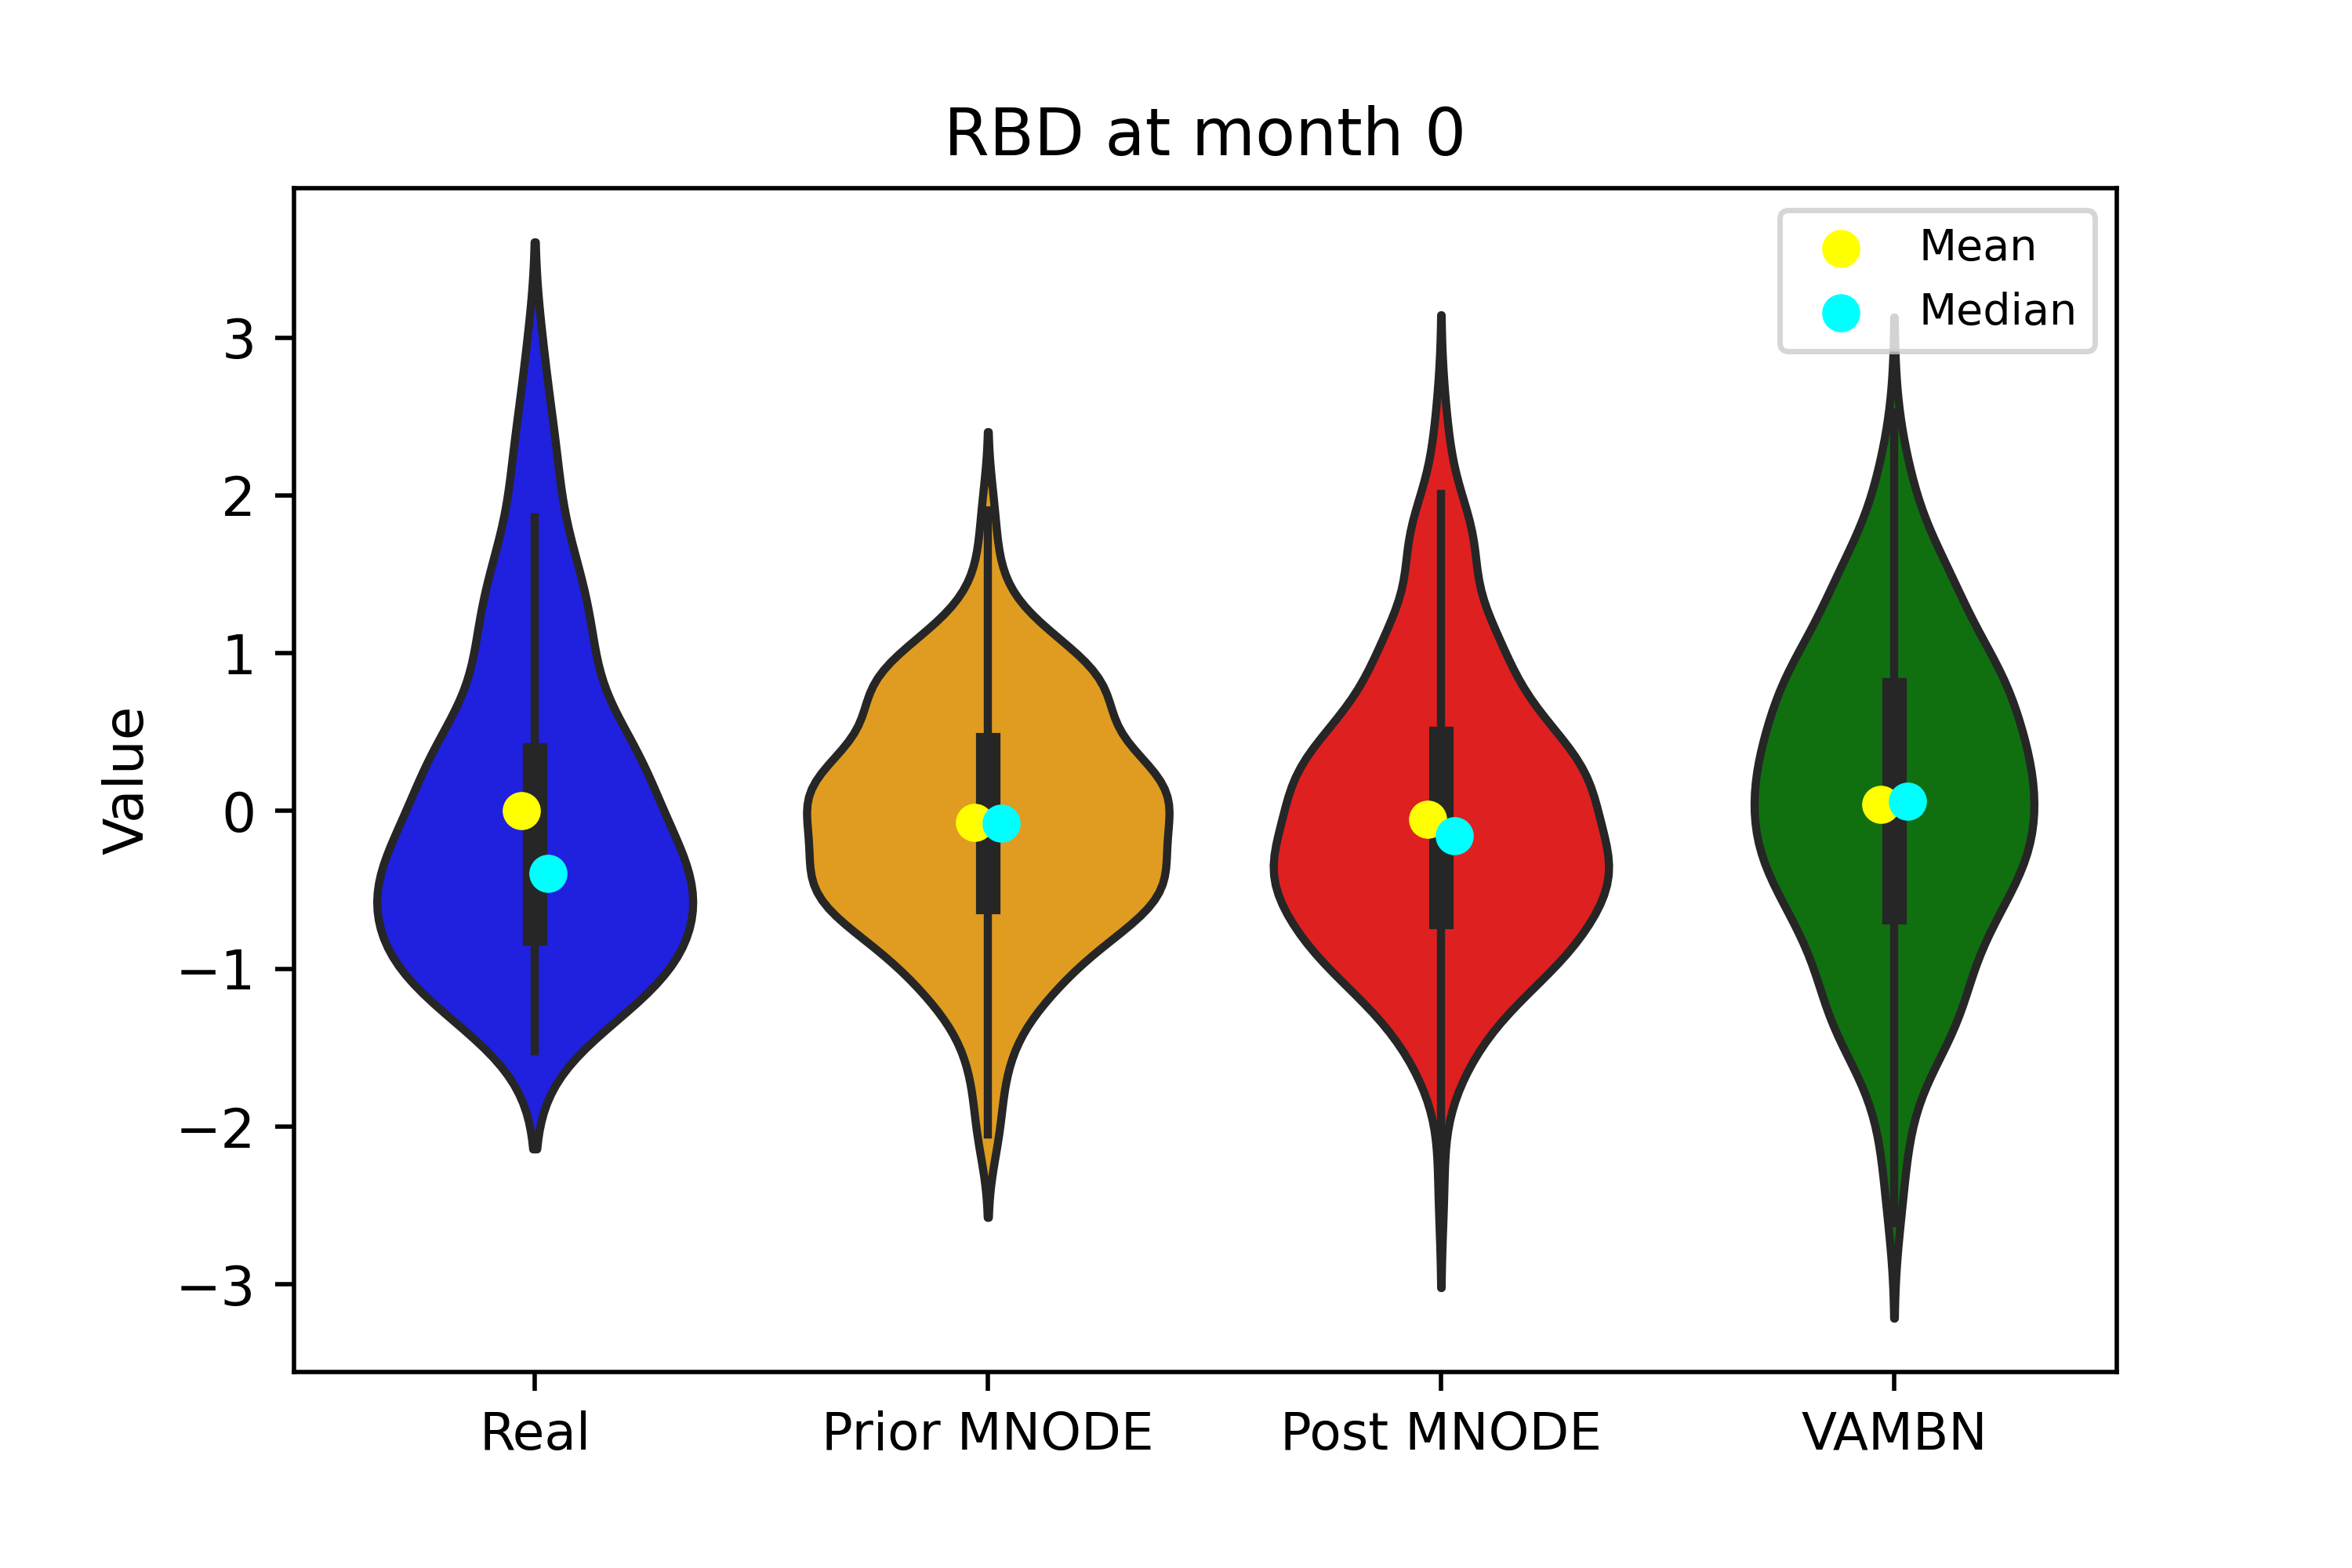 RBD at month 0
Mean
Median
Value
3
2
1
0
−1
−2
−3
Real
Prior MNODE
Post MNODE
VAMBN